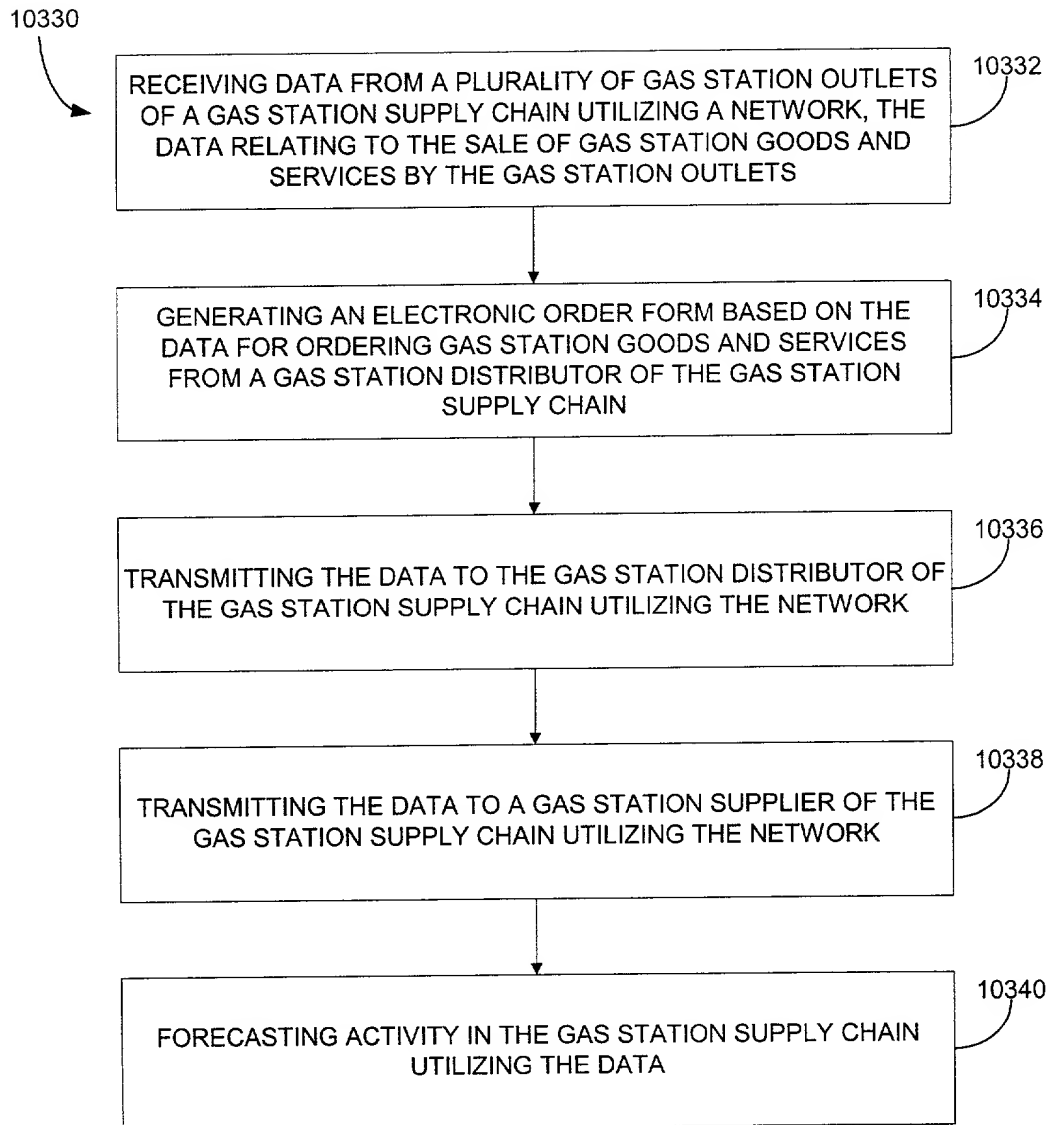 10330
RECEIVING DATA FROM A PLURALITY OF GAS STATION OUTLETS
OF A GAS STATION SUPPLY CHAIN UTILIZING A NETWORK, THE
DATA RELATING TO THE SALE OF GAS STATION GOODS AND
SERVICES BY THE GAS STATION OUTLETS
10332
GENERATING AN ELECTRONIC ORDER FORM BASED ON THE
DATA FOR ORDERING GAS STATION GOODS AND SERVICES
FROM A GAS STATION DISTRIBUTOR OF THE GAS STATION
SUPPLY CHAIN
10334
TRANSMITTING THE DATA TO THE GAS STATION DISTRIBUTOR OF
THE GAS STATION SUPPLY CHAIN UTILIZING THE NETWORK
10336
TRANSMITTING THE DATA TO A GAS STATION SUPPLIER OF THE
GAS STATION SUPPLY CHAIN UTILIZING THE NETWORK
10338
FORECASTING ACTIVITY IN THE GAS STATION SUPPLY CHAIN
UTILIZING THE DATA
10340